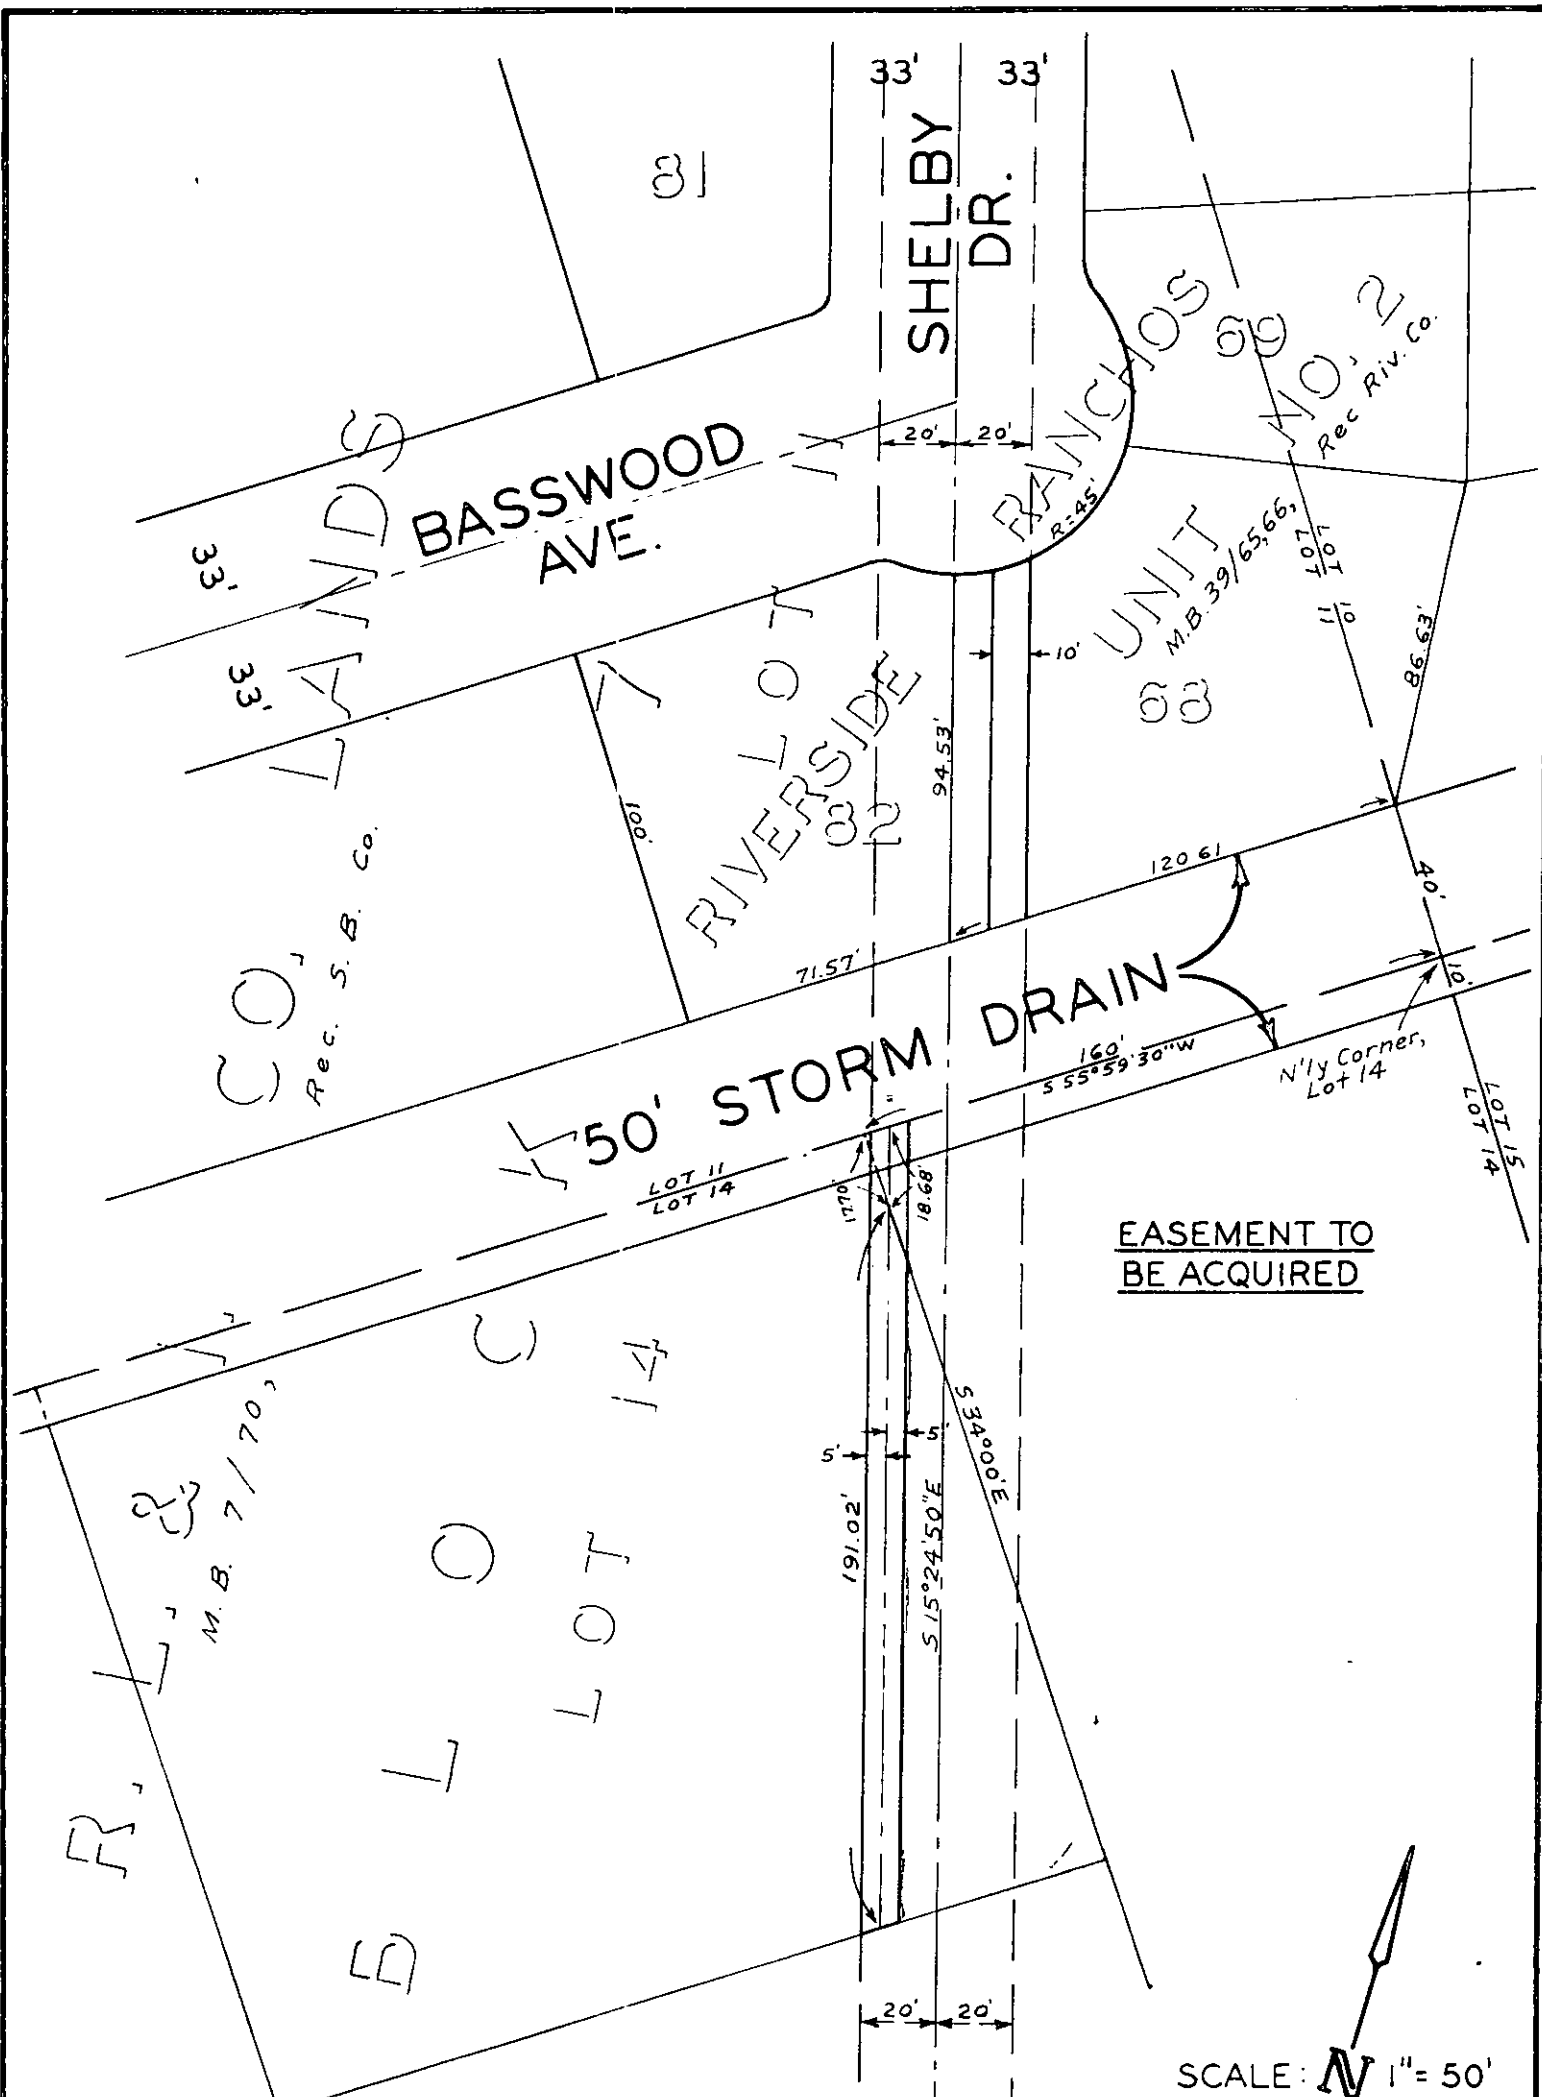 33' 33'
81
SHELBY
DR.
69
20' 20'
BASSWOOD
AVE.
33'
33'
R=45'
RIVERSIDE RANCHOS
UNIT NO. 2
M.B. 39/65,66,
Rec Riv. Co.
LOT 10
LOT 11
LOT 11
10'
68
86.63'
94.53'
100'
82
120.61
40'
71.57'
10'
50' STORM DRAIN
160'
S 55°59'30"W
N'ly Corner,
Lot 14
LOT 15
LOT 14
LOT 11
LOT 14
17.70'
18.68'
EASEMENT TO
BE ACQUIRED
R. L. & CO. LANDS
M.B. 7/70,
Rec. S. B. Co.
LOT 14
5' 5'
191.02'
S 15°24'50"E
S 34°00'E
20' 20'
SCALE: N 1"= 50'